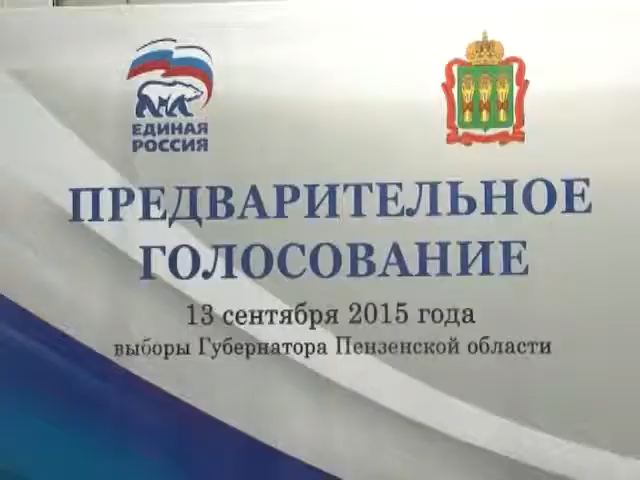 ЕДИНАЯ
РОССИЯ
ПРЕДВАРИТЕЛЬНОЕ
ГОЛОСОВАНИЕ
13 сентября 2015 года
выборы Губернатора Пензенской области